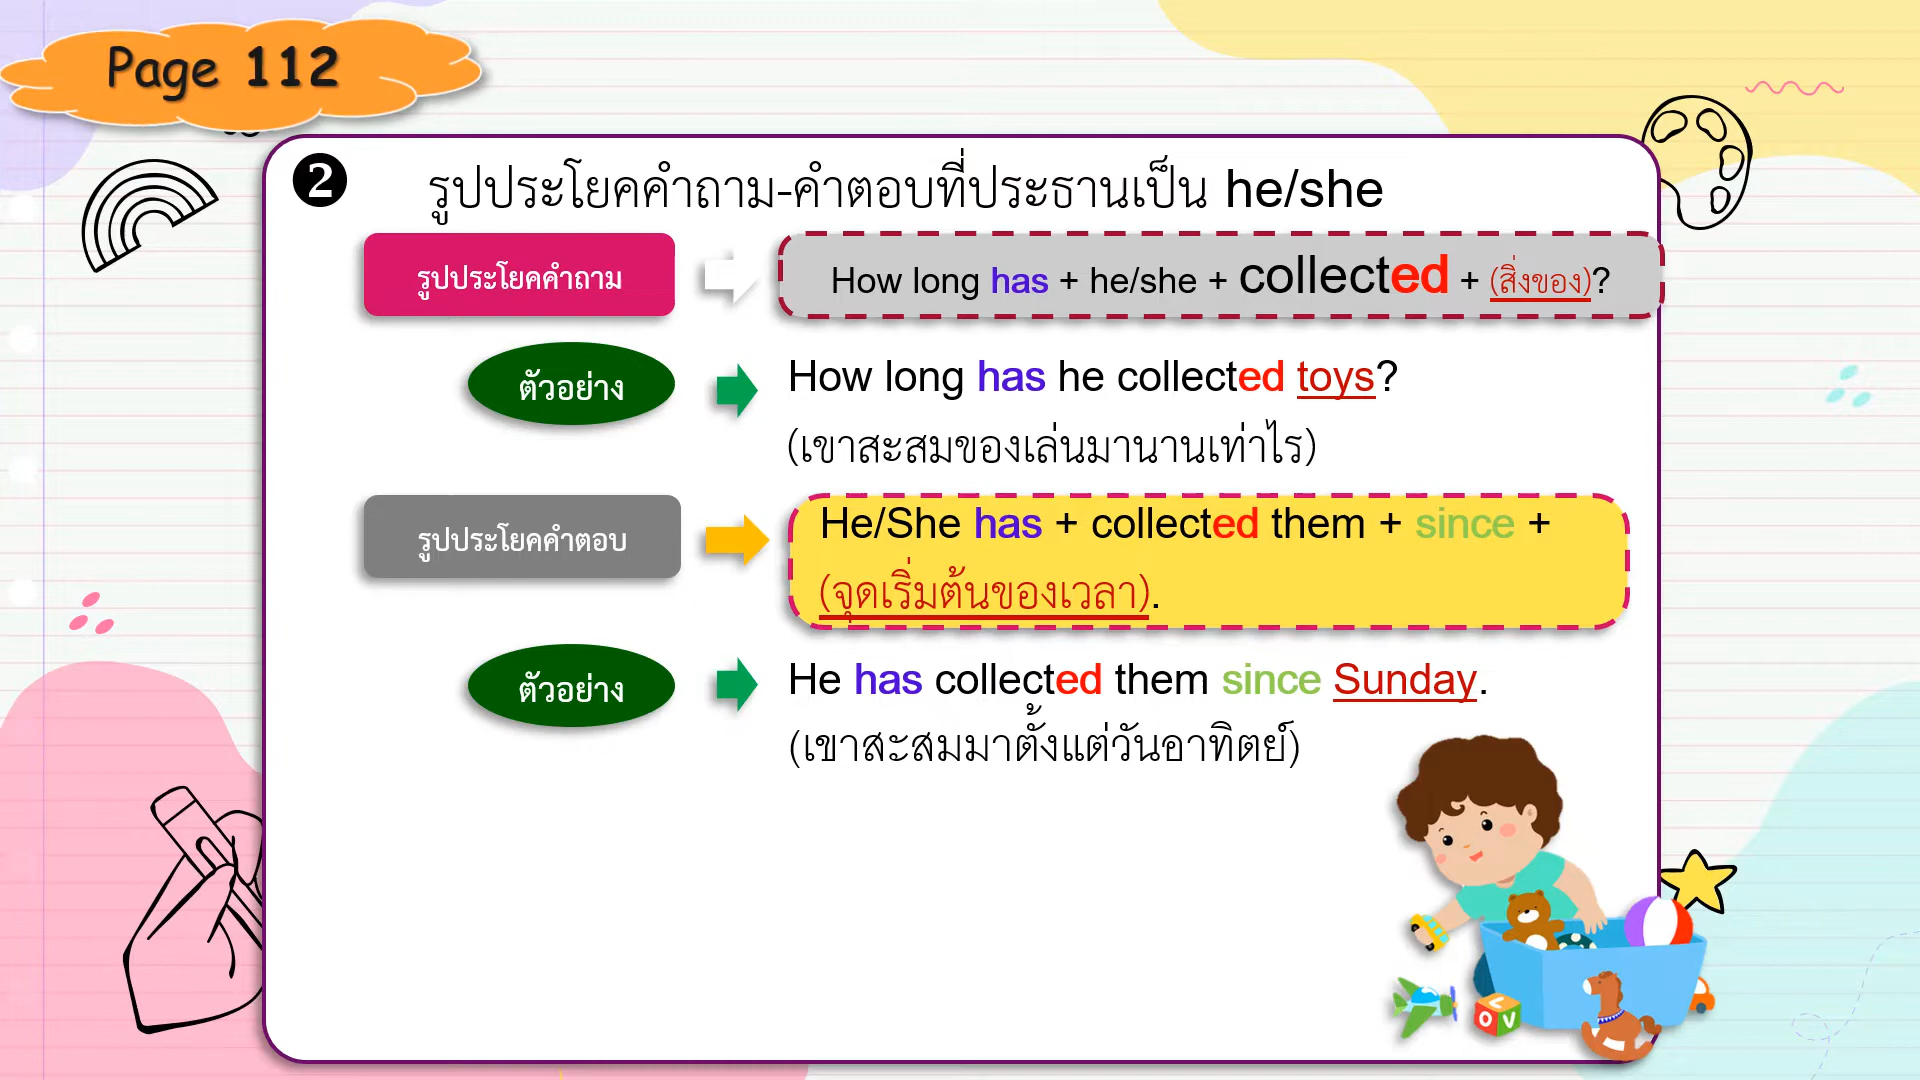 Page 112
❷ รูปประโยคคำถาม-คำตอบที่ประธานเป็น he/she
รูปประโยคคำถาม
How long has + he/she + collected + (สิ่งของ)?
ตัวอย่าง
How long has he collected toys?
(เขาสะสมของเล่นมานานเท่าไร)
รูปประโยคคำตอบ
He/She has + collected them + since +
(จุดเริ่มต้นของเวลา).
ตัวอย่าง
He has collected them since Sunday.
(เขาสะสมมาตั้งแต่วันอาทิตย์)
L
O V